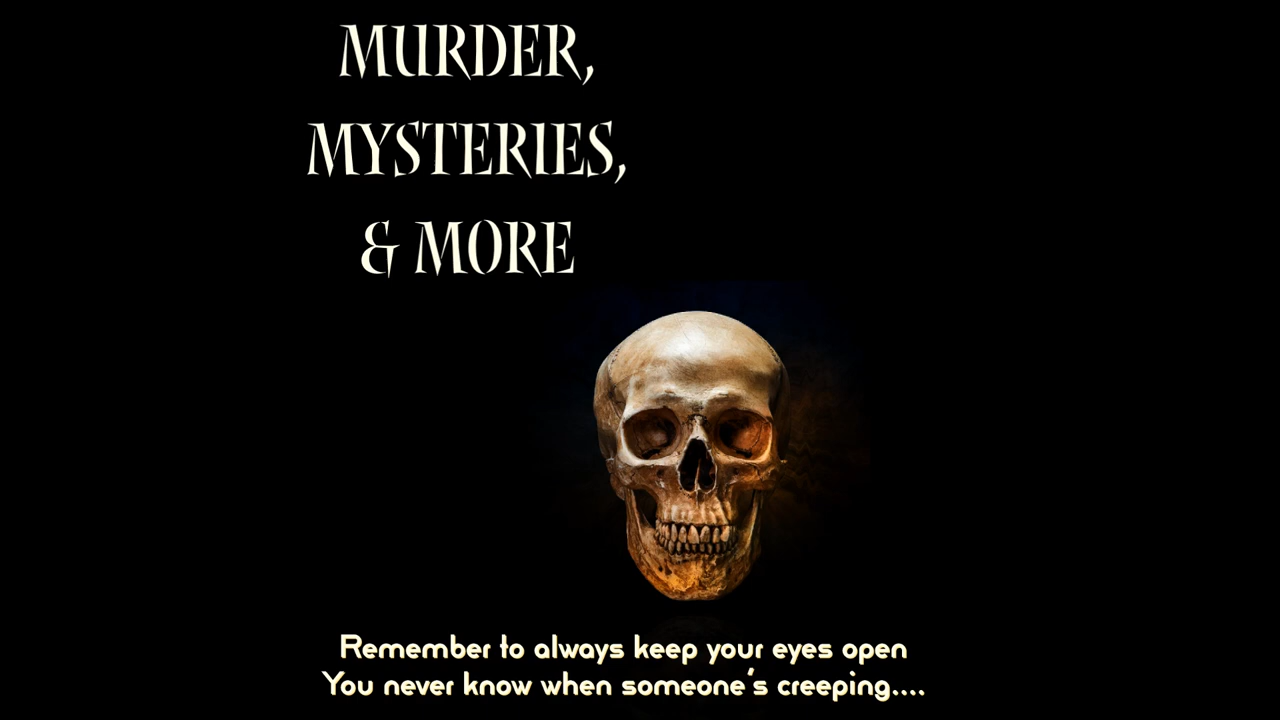 MURDER,
MYSTERIES,
& MORE
Remember to always keep your eyes open
You never know when someone's creeping....